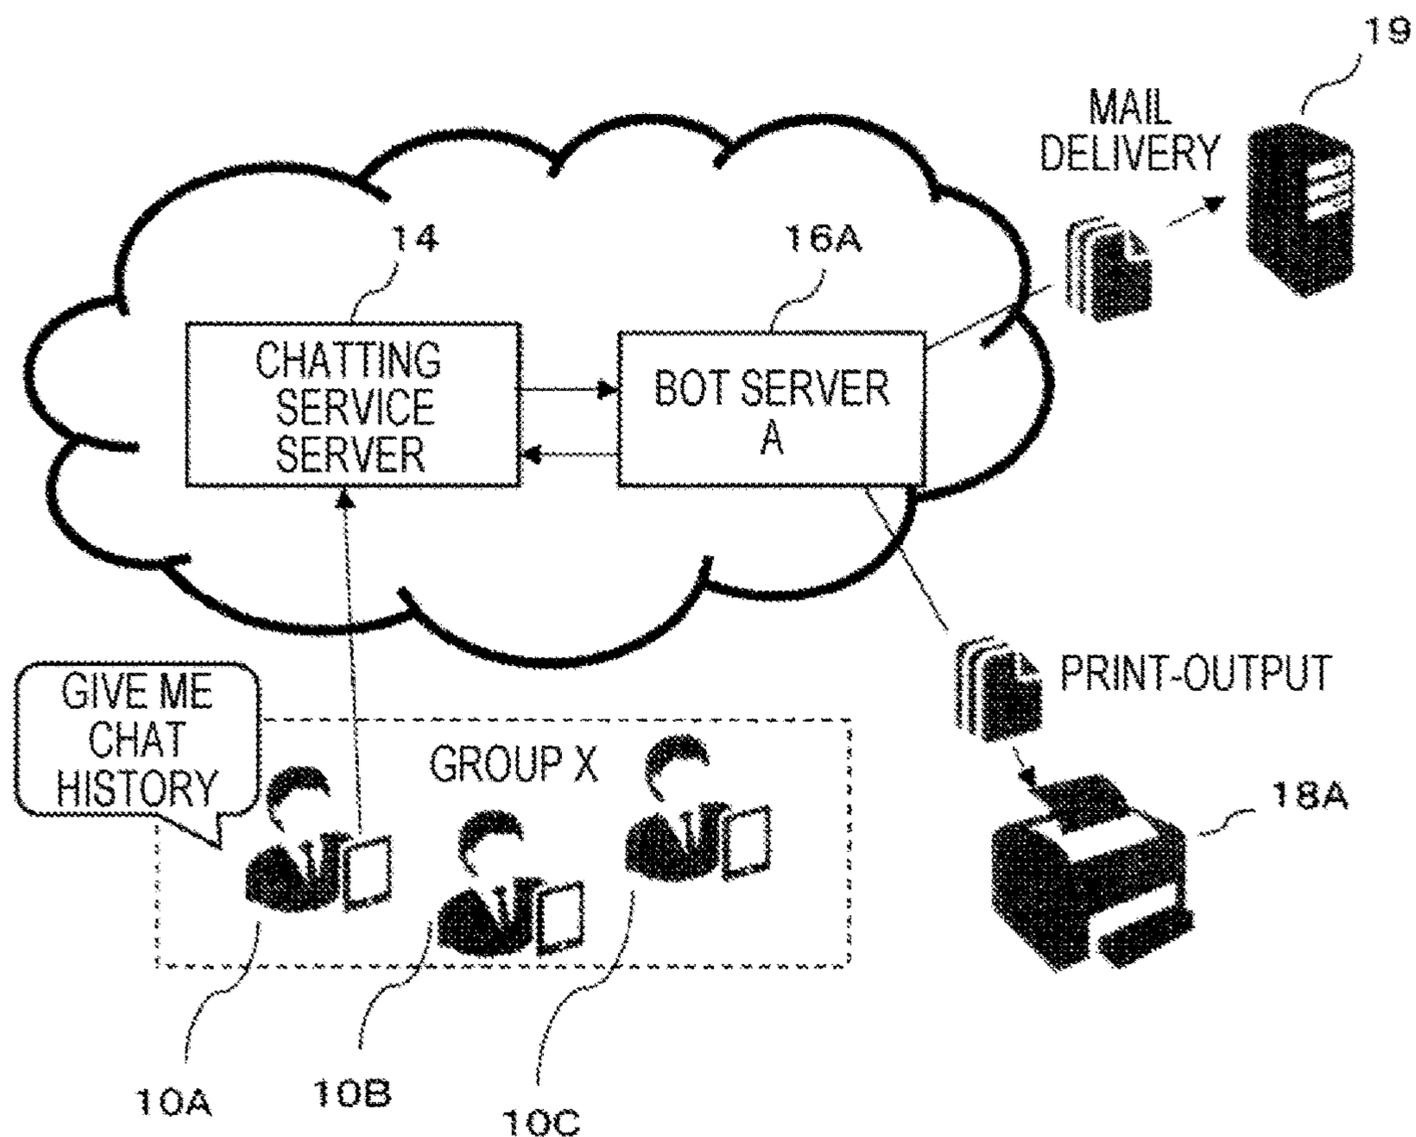 19
MAIL
DELIVERY
14
16A
CHATTING
SERVICE
SERVER
BOT SERVER
A
GIVE ME
CHAT
HISTORY
GROUP X
PRINT-OUTPUT
18A
10A
10B
10C